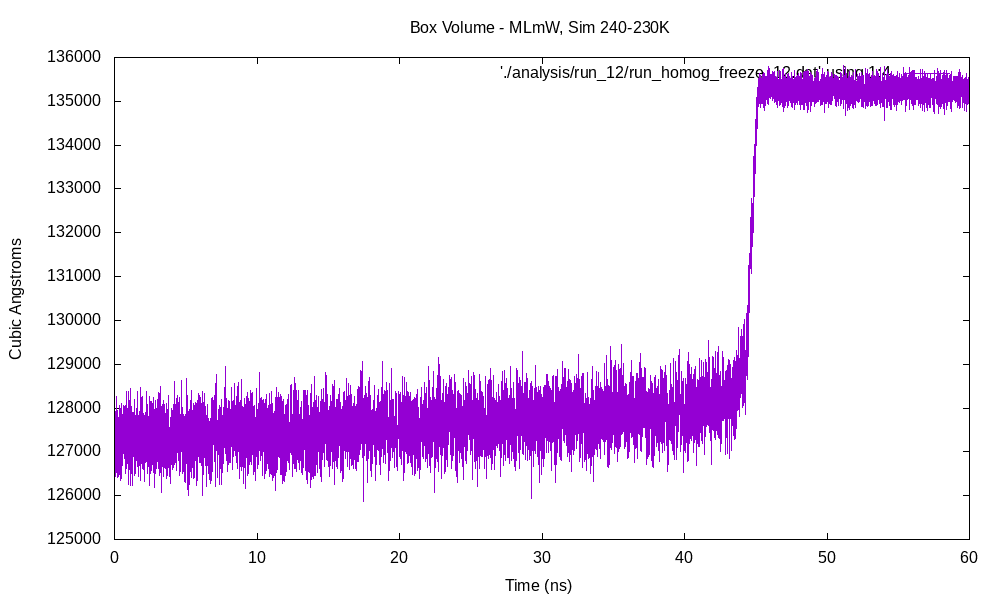 Box Volume - MLmW, Sim 240-230K
'./analysis/run_12/run_homog_freeze_12.dat' using 1:4
136000
135000
134000
133000
132000
131000
130000
129000
128000
127000
126000
125000
Cubic Angstroms
0 10 20 30 40 50 60
Time (ns)